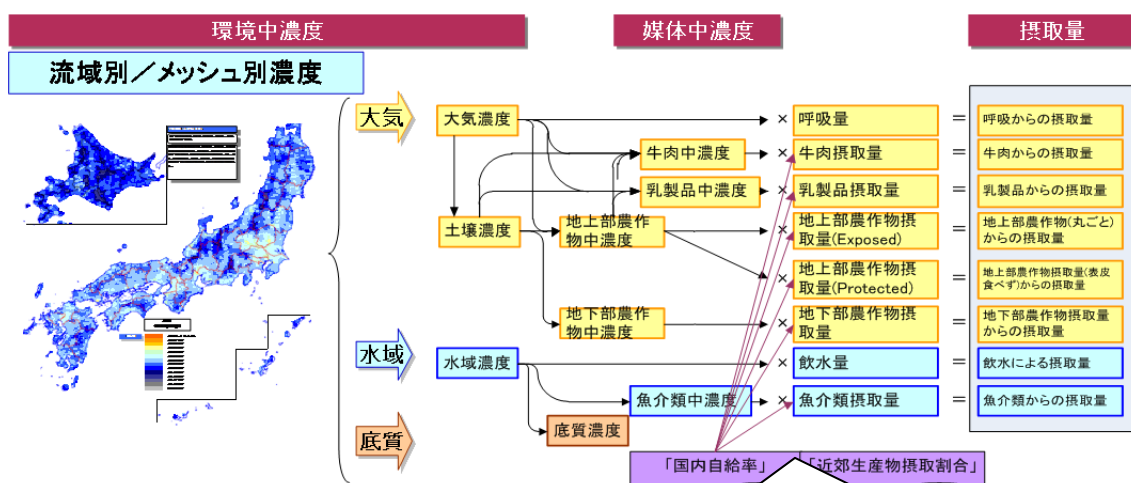 環境中濃度
媒体中濃度
摂取量
流域別／メッシュ別濃度
大気
大気濃度
×
呼吸量
=
呼吸からの摂取量
牛肉中濃度
×
牛肉摂取量
=
牛肉からの摂取量
乳製品中濃度
×
乳製品摂取量
=
乳製品からの摂取量
土壌濃度
地上部農作
物中濃度
×
地上部農作物摂
取量(Exposed)
=
地上部農作物(丸ごと)
からの摂取量
×
地上部農作物摂
取量(Protected)
=
地上部農作物摂取量(表皮
食べず)からの摂取量
地下部農作
物中濃度
×
地下部農作物摂
取量
=
地下部農作物摂取量
からの摂取量
水域
水域濃度
×
飲水量
=
飲水による摂取量
魚介類中濃度
×
魚介類摂取量
=
魚介類からの摂取量
底質
底質濃度
「国内自給率」
「近郊生産物摂取割合」